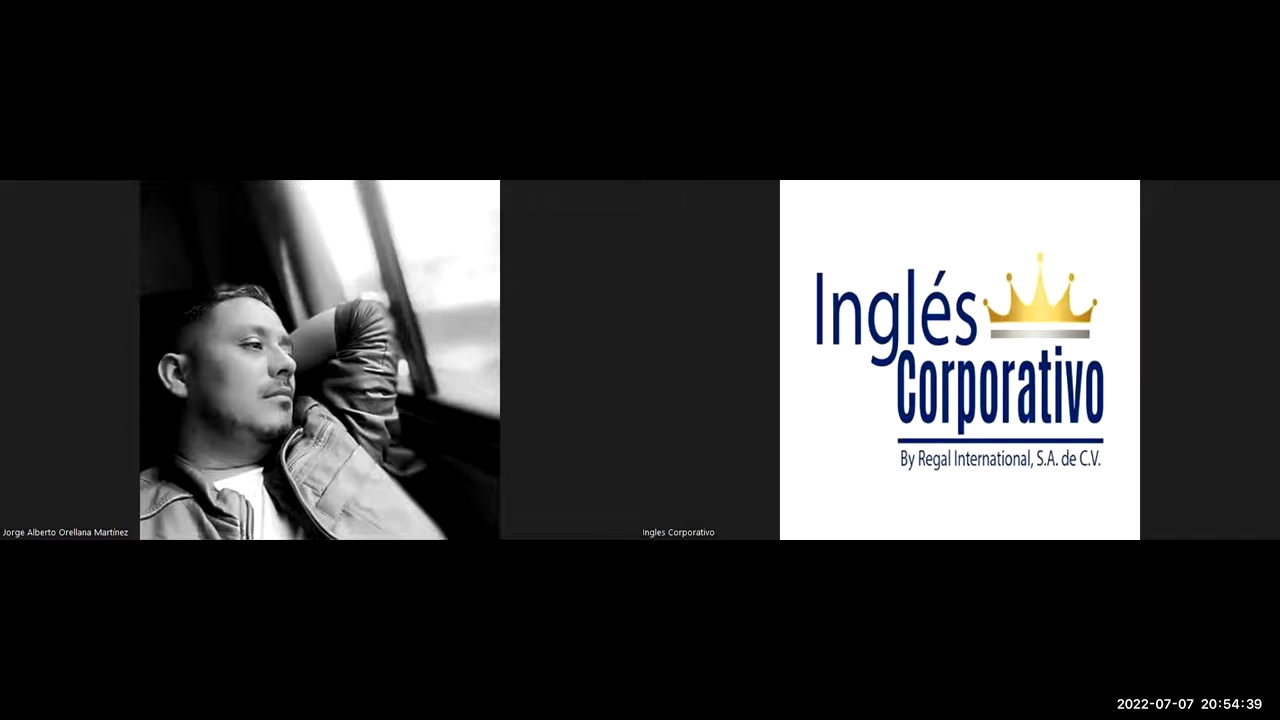 Inglés
Corporativo
By Regal International, S.A. de C.V.
Jorge Alberto Orellana Martínez
Ingles Corporativo
2022-07-07 20:54:39